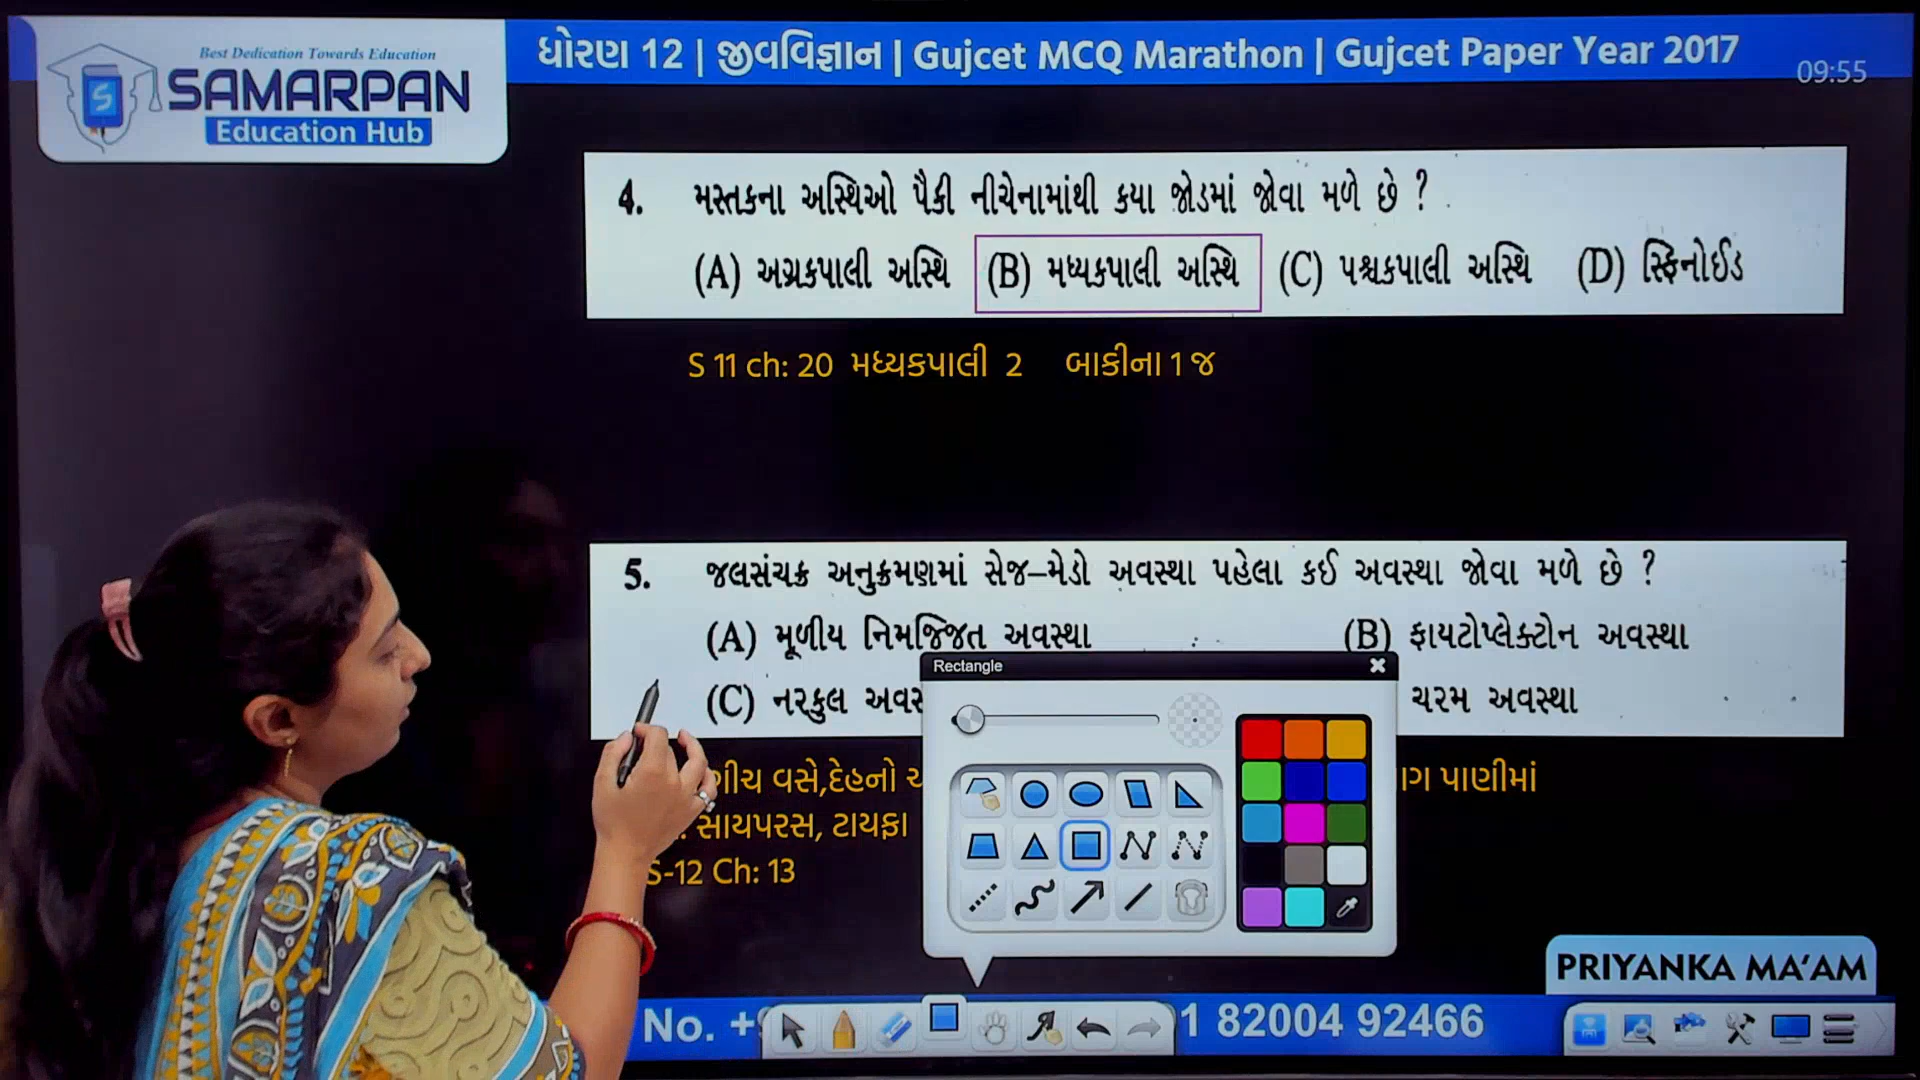 Best Dedication Towards Education
SAMARPAN
Education Hub
ધોરણ 12 | જીવવિજ્ઞાન | Gujcet MCQ Marathon | Gujcet Paper Year 2017
09:55
4. મસ્તકના અસ્થિઓ પૈકી નીચેનામાંથી કયા જોડમાં જોવા મળે છે ?
(A) અગ્રકપાલી અસ્થિ (B) મધ્યકપાલી અસ્થિ (C) પશ્ચકપાલી અસ્થિ (D) સ્ફિનોઈડ
S 11 ch: 20 મધ્યકપાલી 2 બાકીના 1 જ
5. જલસંચક્ર અનુક્રમણમાં સેજ–મેડો અવસ્થા પહેલા કઈ અવસ્થા જોવા મળે છે ?
(A) મૂળીય નિમજ્જિત અવસ્થા (B) ફાયટોપ્લેક્ટોન અવસ્થા
(C) નરકુલ ચરમ અવસ્થા
Rectangle
વસે,દેહનો પાણીમાં
સાયપરસ, ટાયફા
S-12 Ch: 13
PRIYANKA MA'AM
No. + 1 82004 92466